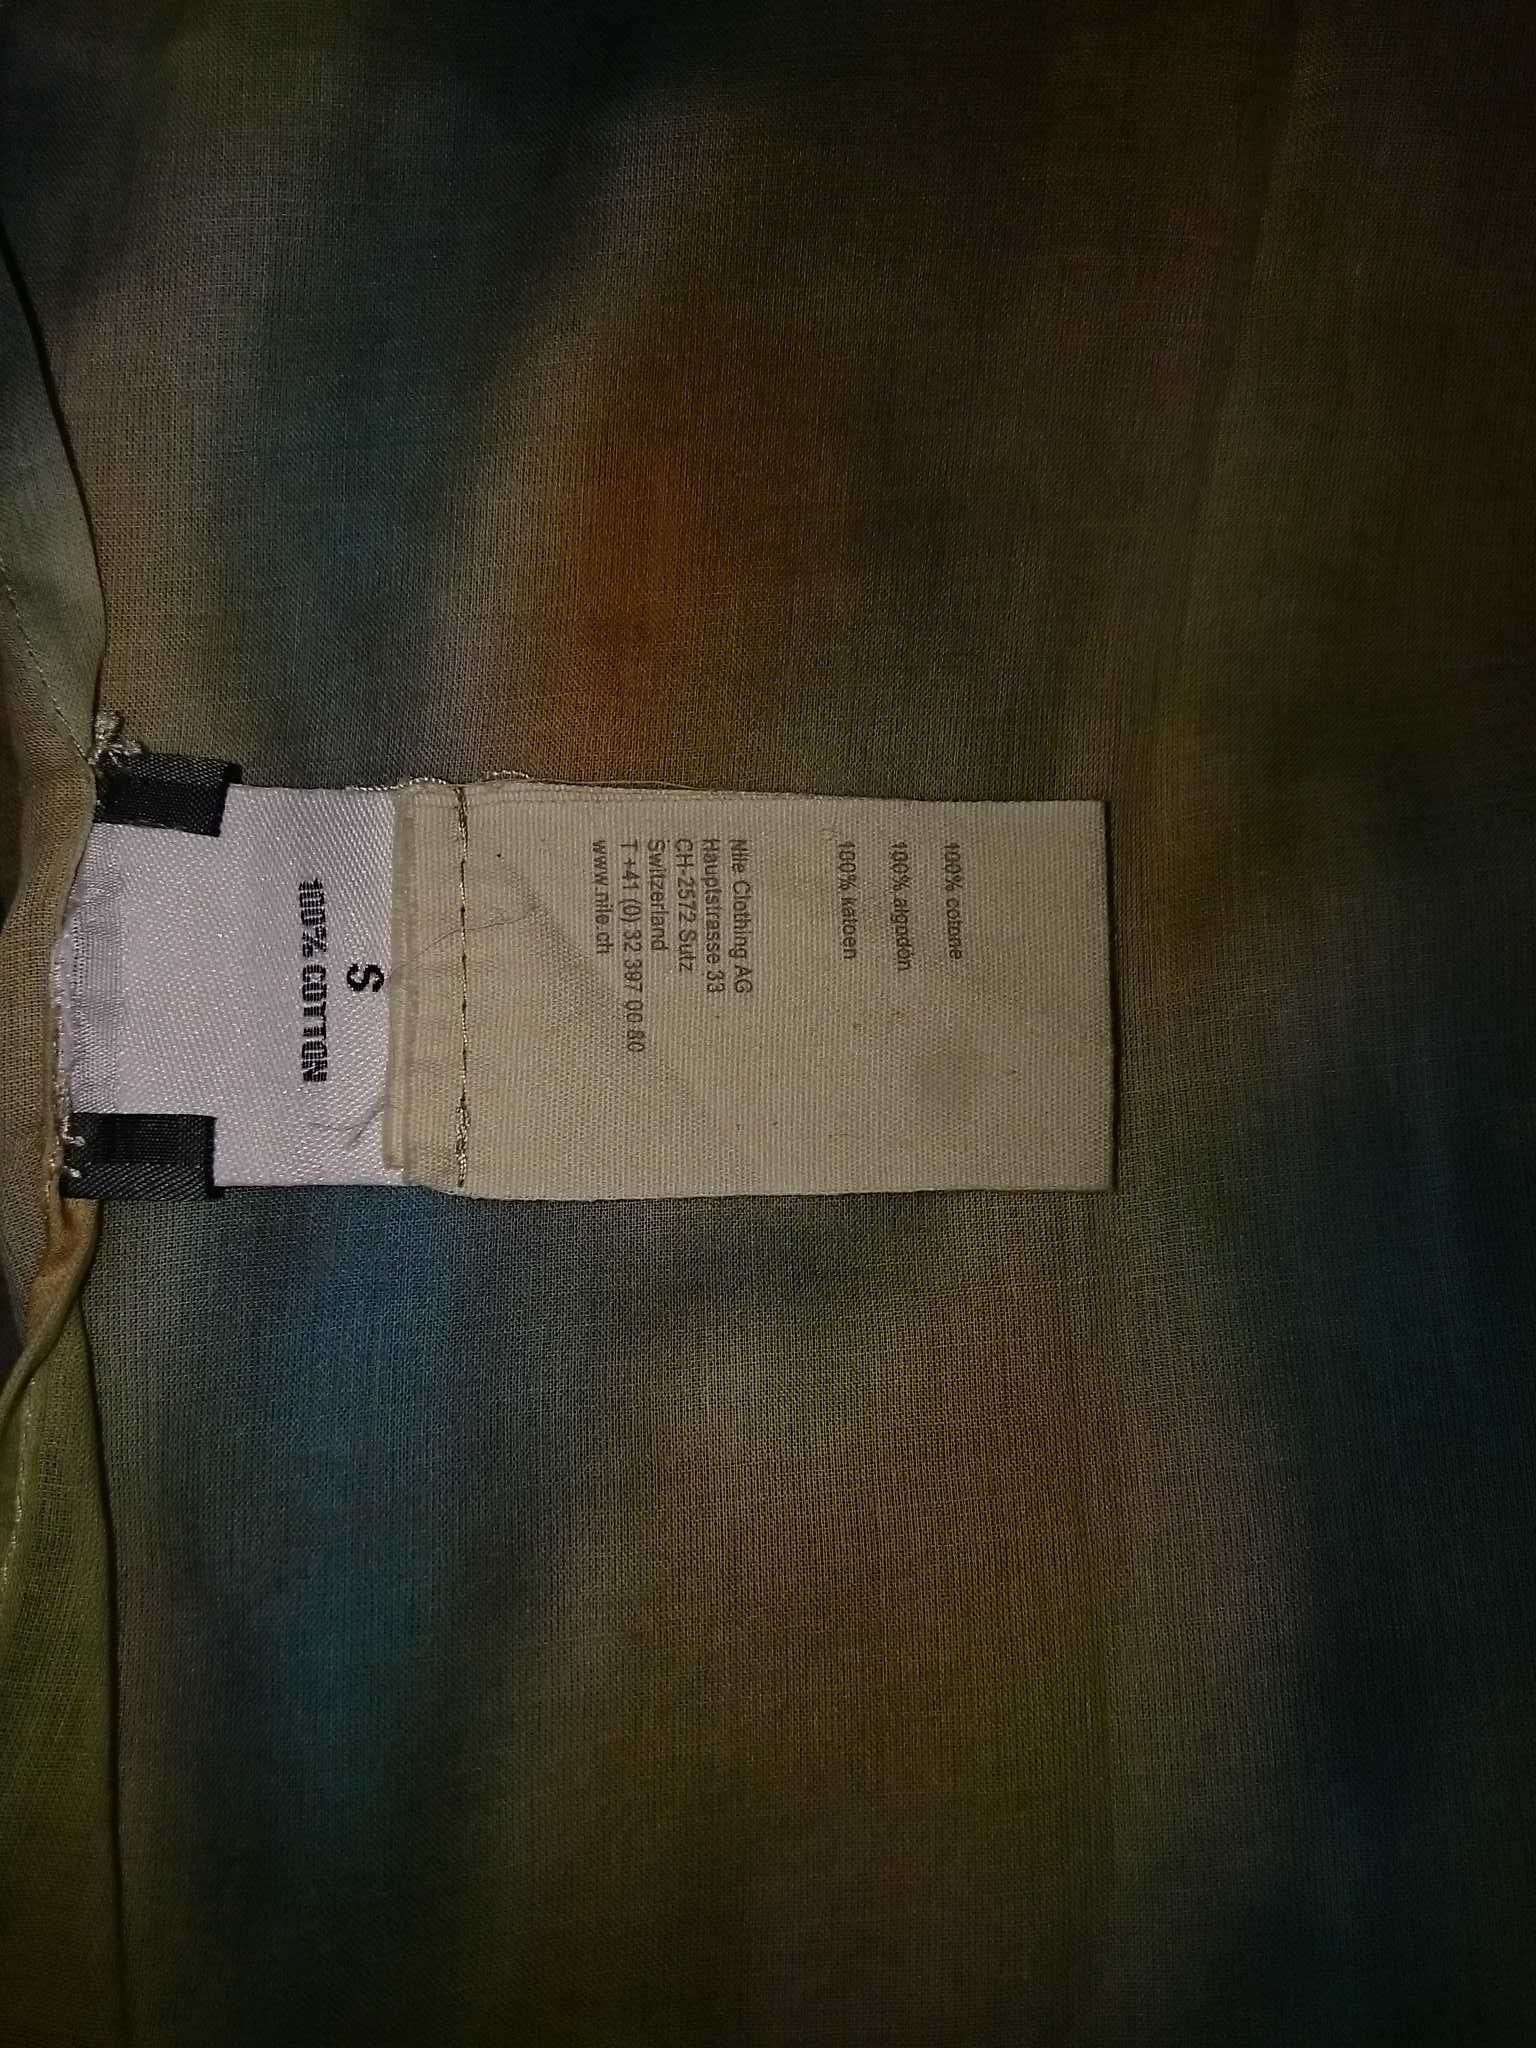 S
100% COTTON
100% cotone
100% algodón
100% katoen
Nile Clothing AG
Hauptstrasse 33
CH-2572 Sutz
Switzerland
T +41 (0) 32 397 00 80
www.nile.ch